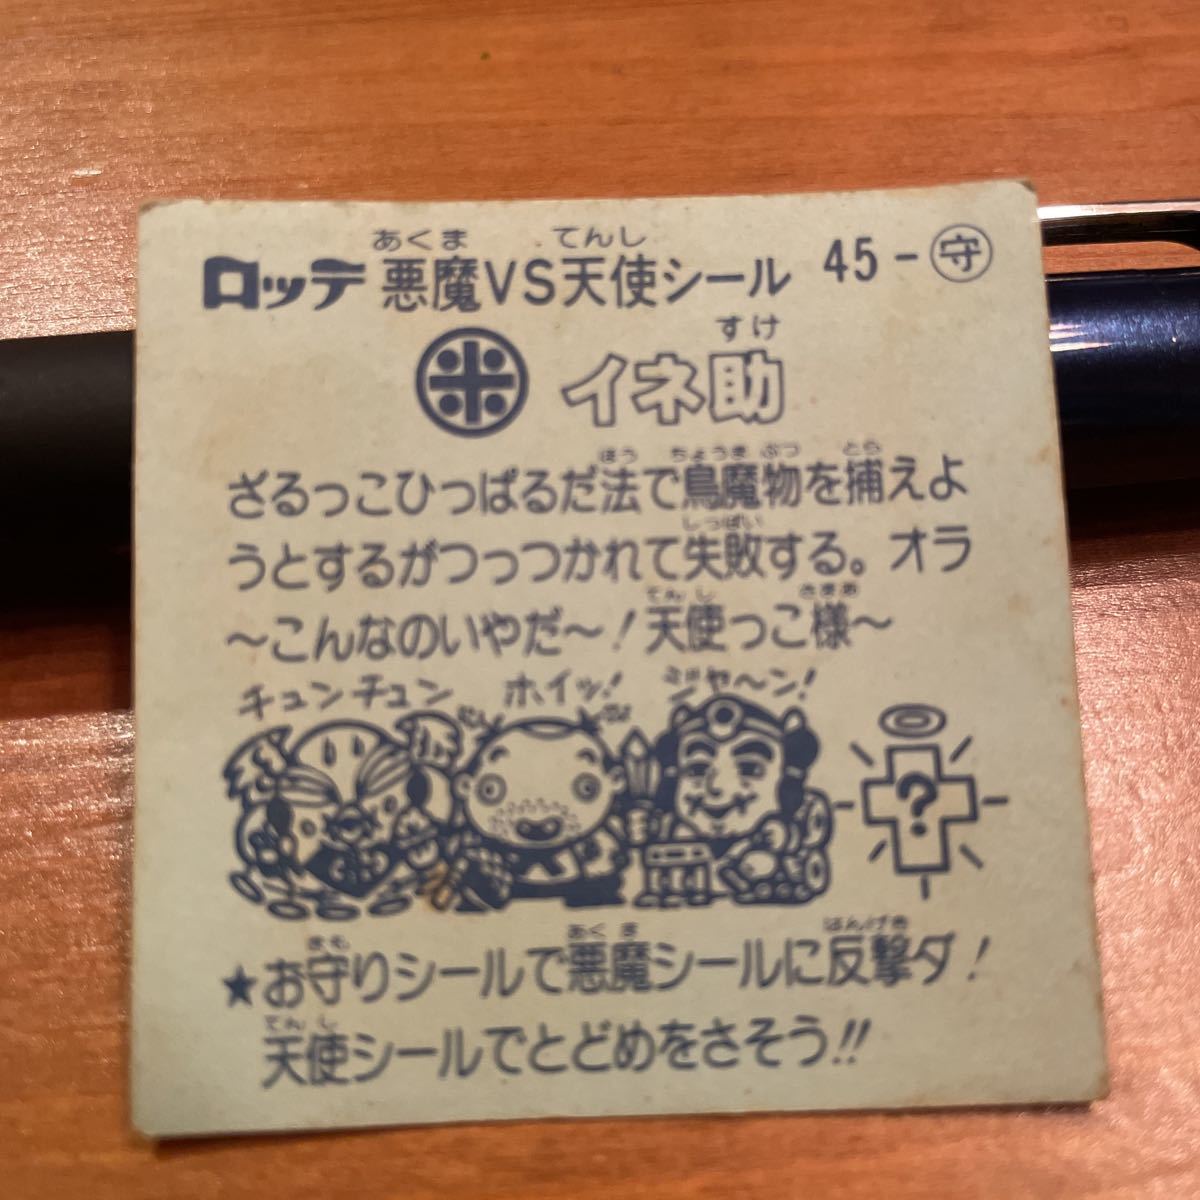 あくま てんし
ロッテ 悪魔VS天使シール 45-守
すけ
米 イネ助
ほう ちょうま ぶつ とら
ざるっこひっぱるだ法で鳥魔物を捕えよ
しっぱい
うとするがつっつかれて失敗する。オラ
てんし さまぁ
〜こんなのいやだ〜!天使っこ様〜
チュンチュン ホイッ! ジャ〜ン!
?
まも あくま はんげき
★お守りシールで悪魔シールに反撃ダ!
てんし
天使シールでとどめをさそう!!